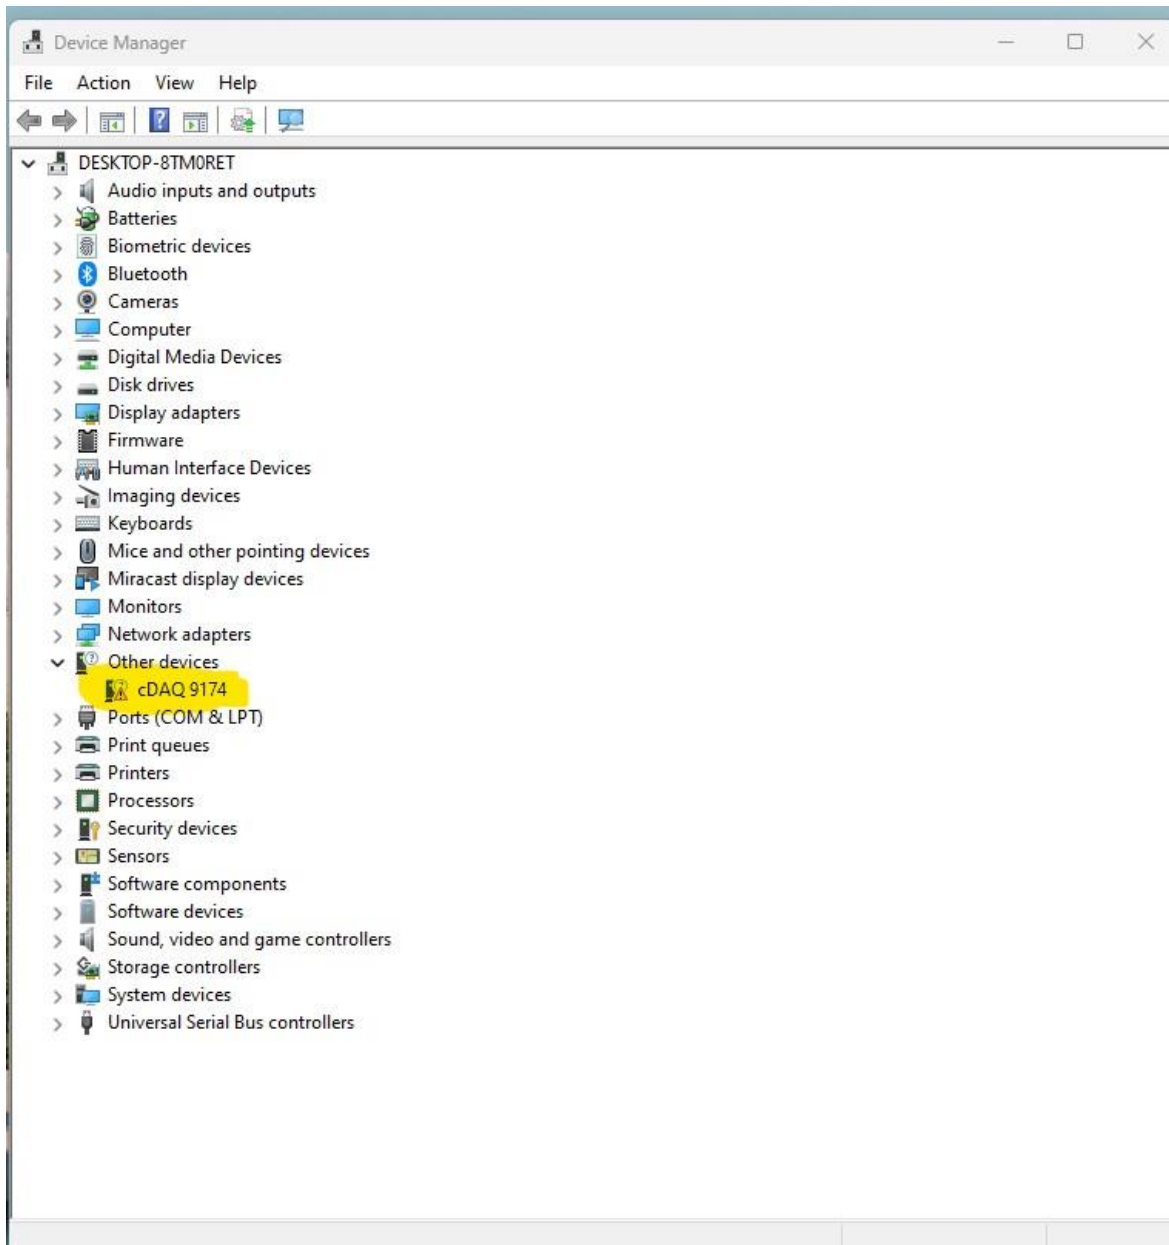 Device Manager
File Action View Help
DESKTOP-8TM0RET
Audio inputs and outputs
Batteries
Biometric devices
Bluetooth
Cameras
Computer
Digital Media Devices
Disk drives
Display adapters
Firmware
Human Interface Devices
Imaging devices
Keyboards
Mice and other pointing devices
Miracast display devices
Monitors
Network adapters
Other devices
cDAQ 9174
Ports (COM & LPT)
Print queues
Printers
Processors
Security devices
Sensors
Software components
Software devices
Sound, video and game controllers
Storage controllers
System devices
Universal Serial Bus controllers